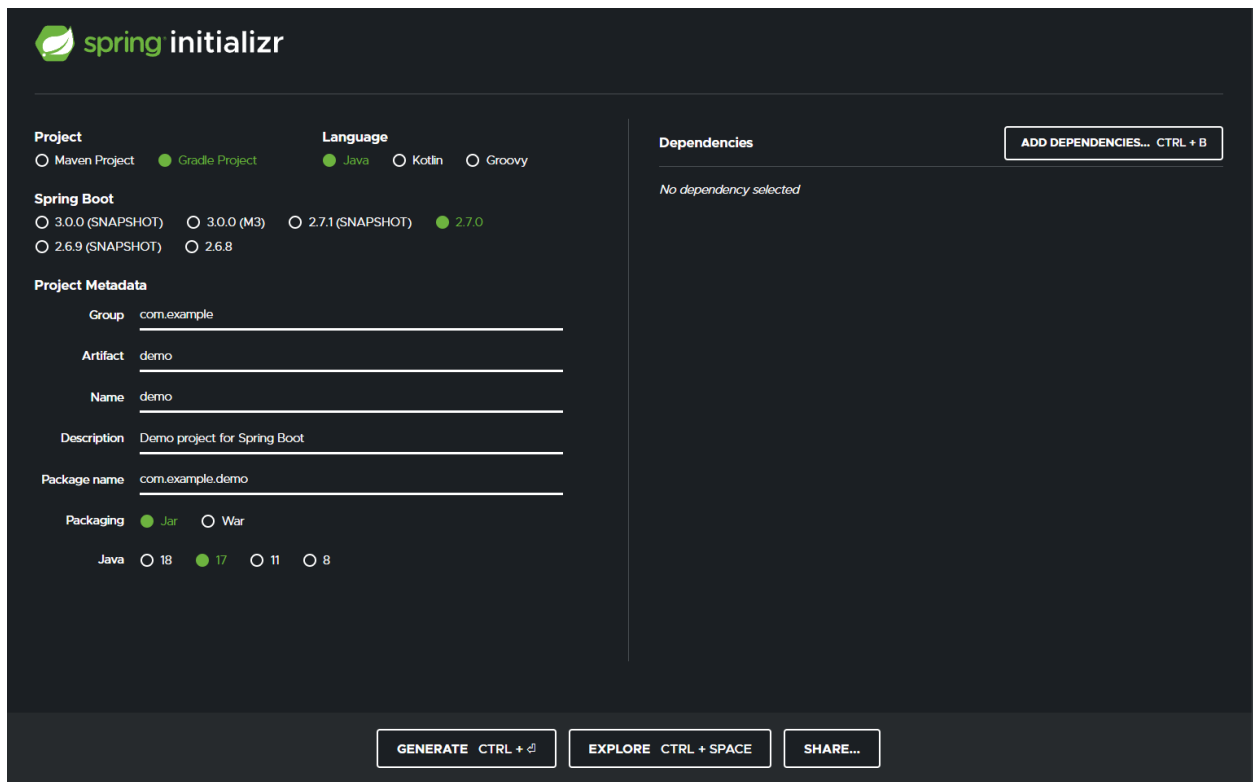 spring initializr
Project
Maven Project Gradle Project
Language
Java Kotlin Groovy
Spring Boot
3.0.0 (SNAPSHOT) 3.0.0 (M3) 2.7.1 (SNAPSHOT) 2.7.0
2.6.9 (SNAPSHOT) 2.6.8
Project Metadata
Group com.example
Artifact demo
Name demo
Description Demo project for Spring Boot
Package name com.example.demo
Packaging Jar War
Java 18 17 11 8
Dependencies ADD DEPENDENCIES... CTRL + B
No dependency selected
GENERATE CTRL + ⏎ EXPLORE CTRL + SPACE SHARE...